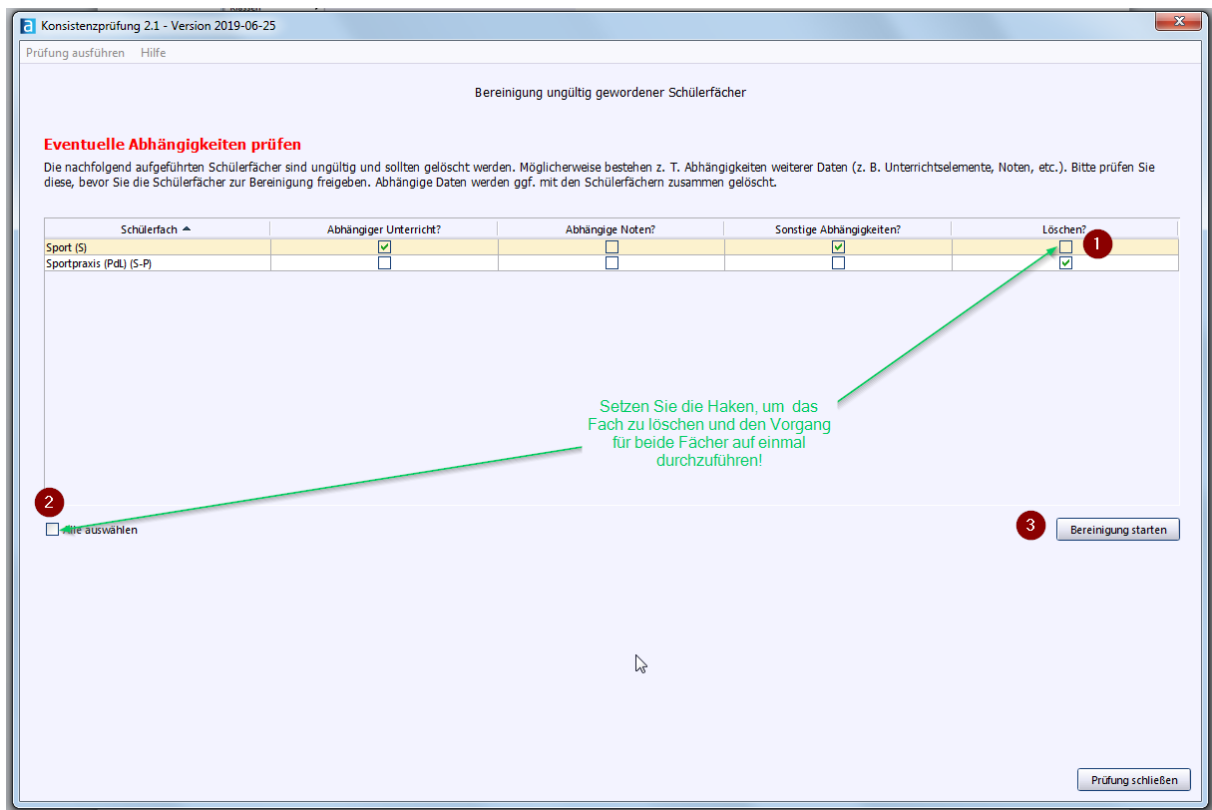 Konsistenzprüfung 2.1 - Version 2019-06-25
Prüfung ausführen Hilfe
Bereinigung ungültig gewordener Schülerfächer
Eventuelle Abhängigkeiten prüfen
Die nachfolgend aufgeführten Schülerfächer sind ungültig und sollten gelöscht werden. Möglicherweise bestehen z. T. Abhängigkeiten weiterer Daten (z. B. Unterrichtselemente, Noten, etc.). Bitte prüfen Sie
diese, bevor Sie die Schülerfächer zur Bereinigung freigeben. Abhängige Daten werden ggf. mit den Schülerfächern zusammen gelöscht.
Schülerfach Abhängiger Unterricht? Abhängige Noten? Sonstige Abhängigkeiten? Löschen?
Sport (S)
1
Sportpraxis (PdL) (S-P)
Setzen Sie die Haken, um das
Fach zu löschen und den Vorgang
für beide Fächer auf einmal
durchzuführen!
2
Alle auswählen
3 Bereinigung starten
Prüfung schließen